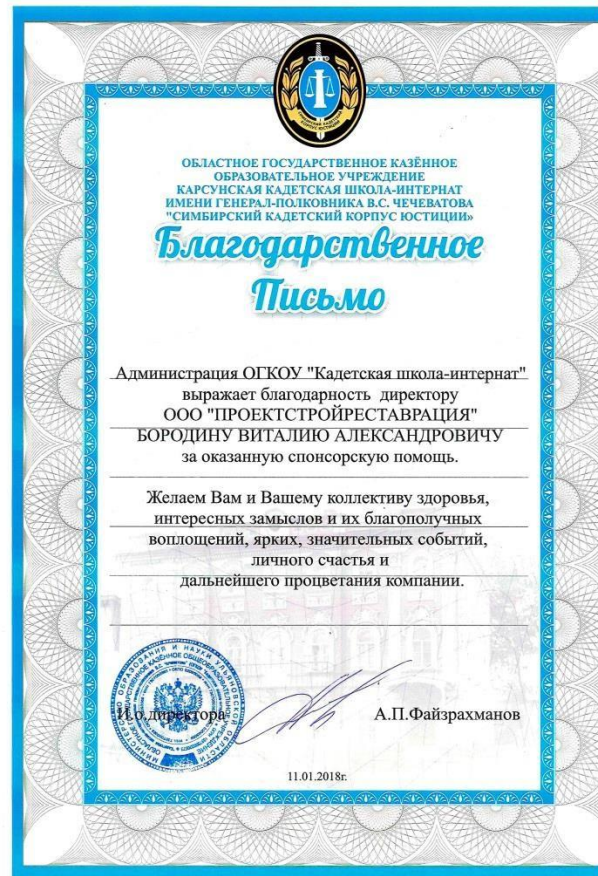 ОБЛАСТНОЕ ГОСУДАРСТВЕННОЕ КАЗЁННОЕ
ОБРАЗОВАТЕЛЬНОЕ УЧРЕЖДЕНИЕ
КАРСУНСКАЯ КАДЕТСКАЯ ШКОЛА-ИНТЕРНАТ
ИМЕНИ ГЕНЕРАЛ-ПОЛКОВНИКА В.С. ЧЕЧЕВАТОВА
"СИМБИРСКИЙ КАДЕТСКИЙ КОРПУС ЮСТИЦИИ»
Благодарственное
Письмо
Администрация ОГКОУ "Кадетская школа-интернат"
выражает благодарность директору
ООО "ПРОЕКТСТРОЙРЕСТАВРАЦИЯ"
БОРОДИНУ ВИТАЛИЮ АЛЕКСАНДРОВИЧУ
за оказанную спонсорскую помощь.
Желаем Вам и Вашему коллективу здоровья,
интересных замыслов и их благополучных
воплощений, ярких, значительных событий,
личного счастья и
дальнейшего процветания компании.
И.о.директора А.П.Файзрахманов
11.01.2018г.